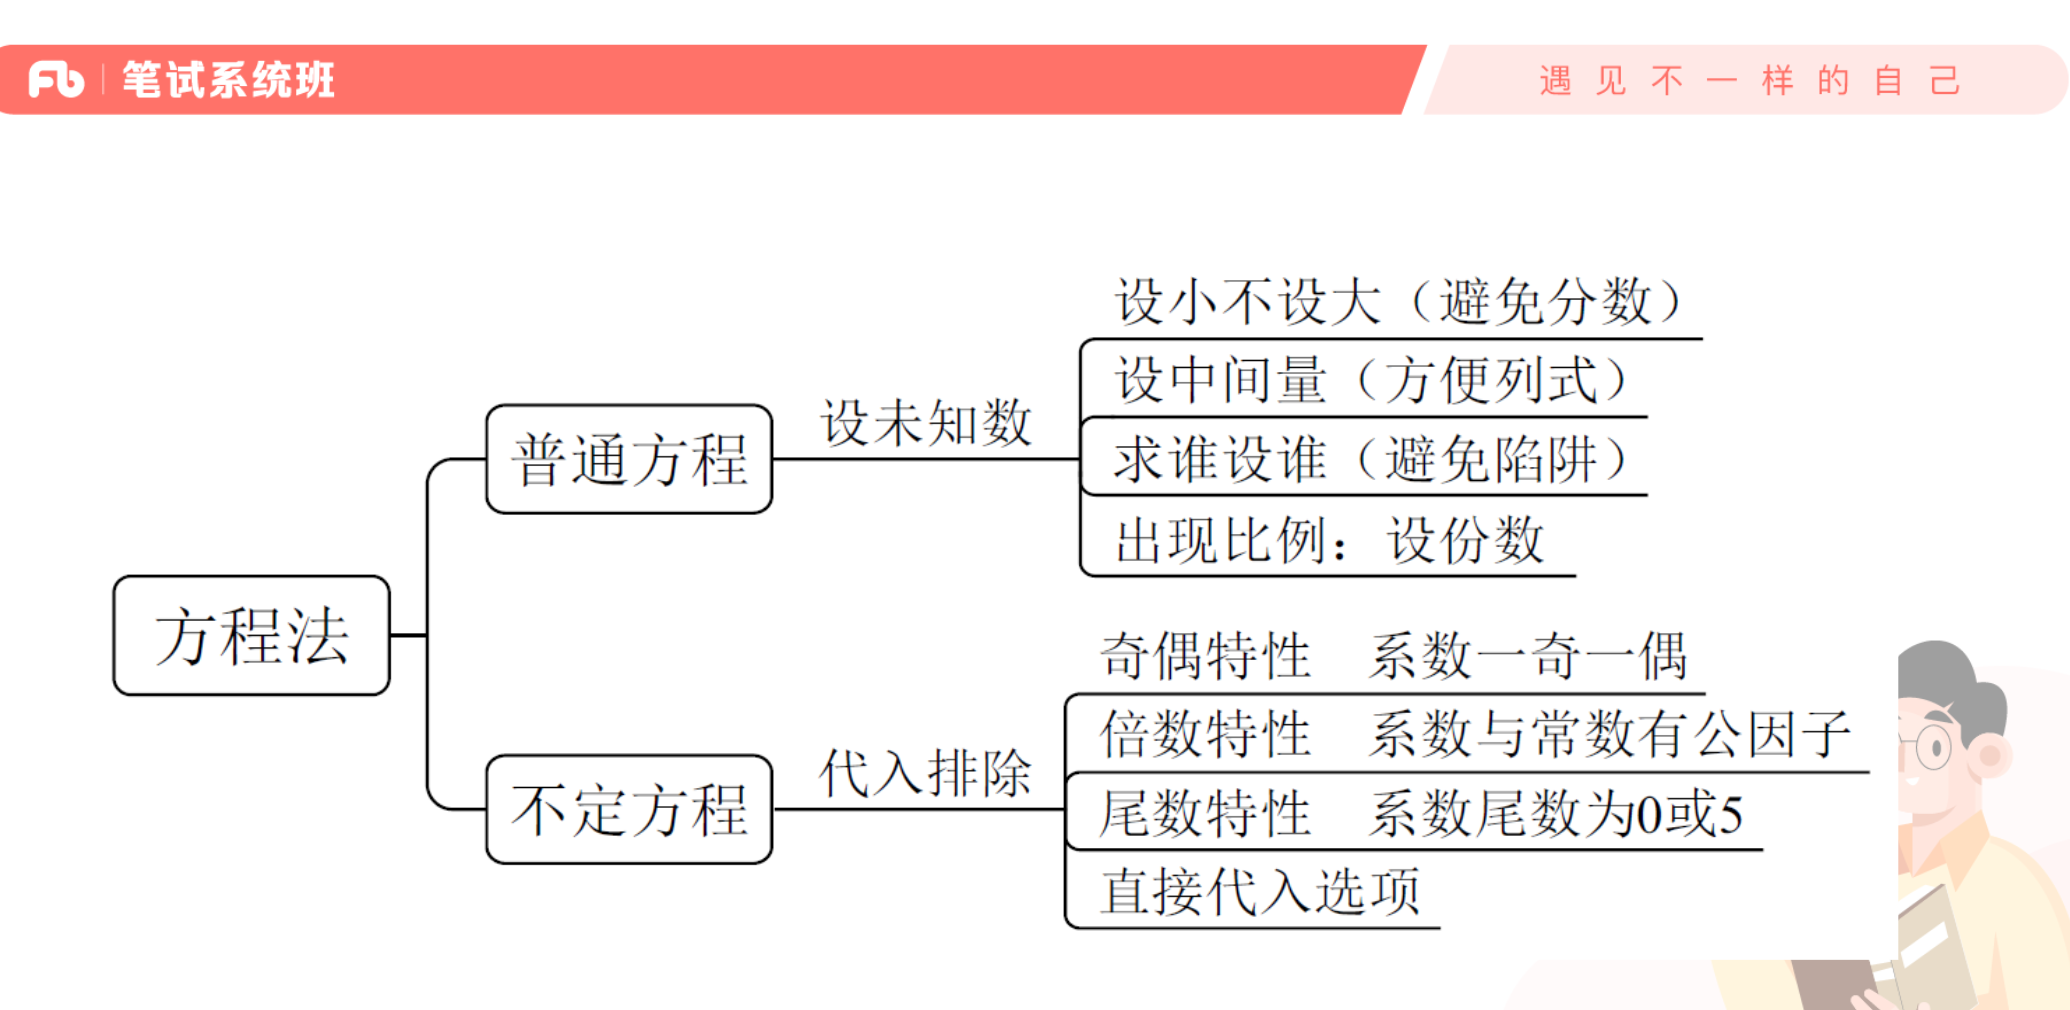 Fb 笔试系统班
遇见不一样的自己
设小不设大（避免分数）
设中间量（方便列式）
设未知数
普通方程
求谁设谁（避免陷阱）
出现比例：设份数
方程法
奇偶特性 系数一奇一偶
倍数特性 系数与常数有公因子
代入排除
不定方程
尾数特性 系数尾数为0或5
直接代入选项